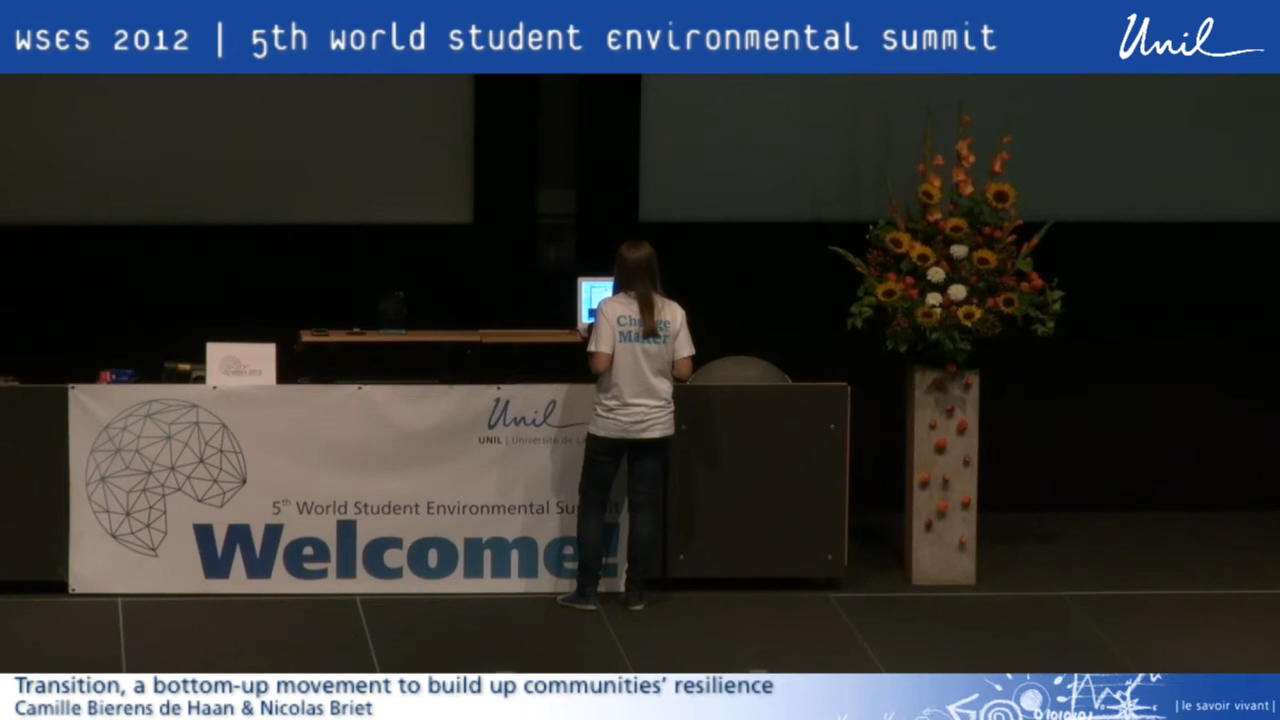 WSES 2012 | 5th world student environmental summit
Unil
Change
Maker
Unil
UNIL | Université de
5th World Student Environmental Su
Welcome!
Transition, a bottom-up movement to build up communities' resilience
Camille Bierens de Haan & Nicolas Briet
| le savoir vivant |